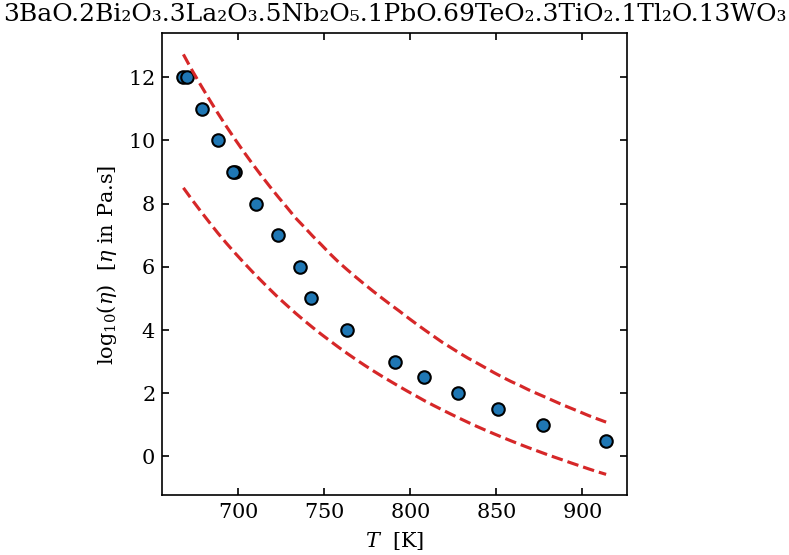 3BaO.2Bi₂O₃.3La₂O₃.5Nb₂O₅.1PbO.69TeO₂.3TiO₂.1Tl₂O.13WO₃
12
10
8
6
4
2
0
log₁₀(η) [η in Pa.s]
700 750 800 850 900
T [K]